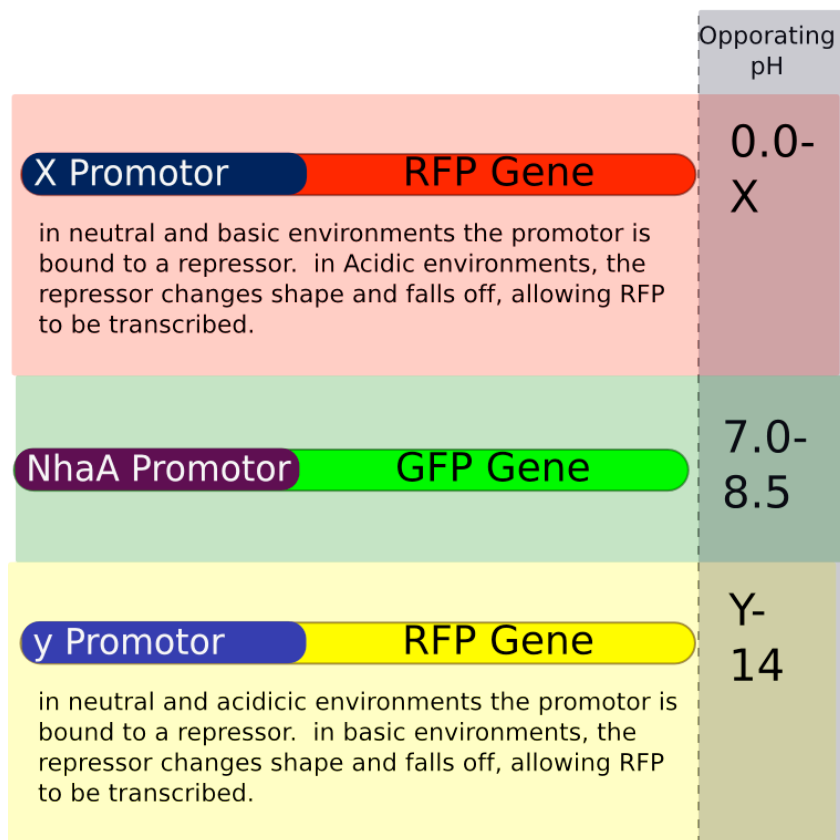 Opporating
pH
X Promotor
RFP Gene
0.0-
X
in neutral and basic environments the promotor is
bound to a repressor.  in Acidic environments, the
repressor changes shape and falls off, allowing RFP
to be transcribed.
NhaA Promotor
GFP Gene
7.0-
8.5
y Promotor
RFP Gene
Y-
14
in neutral and acidicic environments the promotor is
bound to a repressor.  in basic environments, the
repressor changes shape and falls off, allowing RFP
to be transcribed.